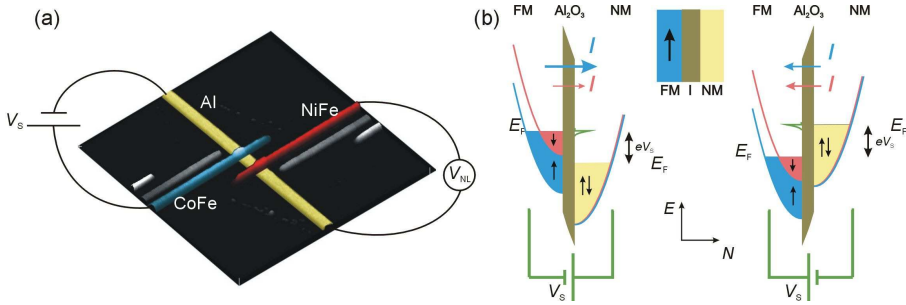 (a)
Al
NiFe
V_S
V_NL
CoFe
(b)
FM Al₂O₃ NM
I
I
E_F
eV_S
E_F
V_S
FM I NM
E
N
FM Al₂O₃ NM
I
I
E_F
eV_S
E_F
V_S